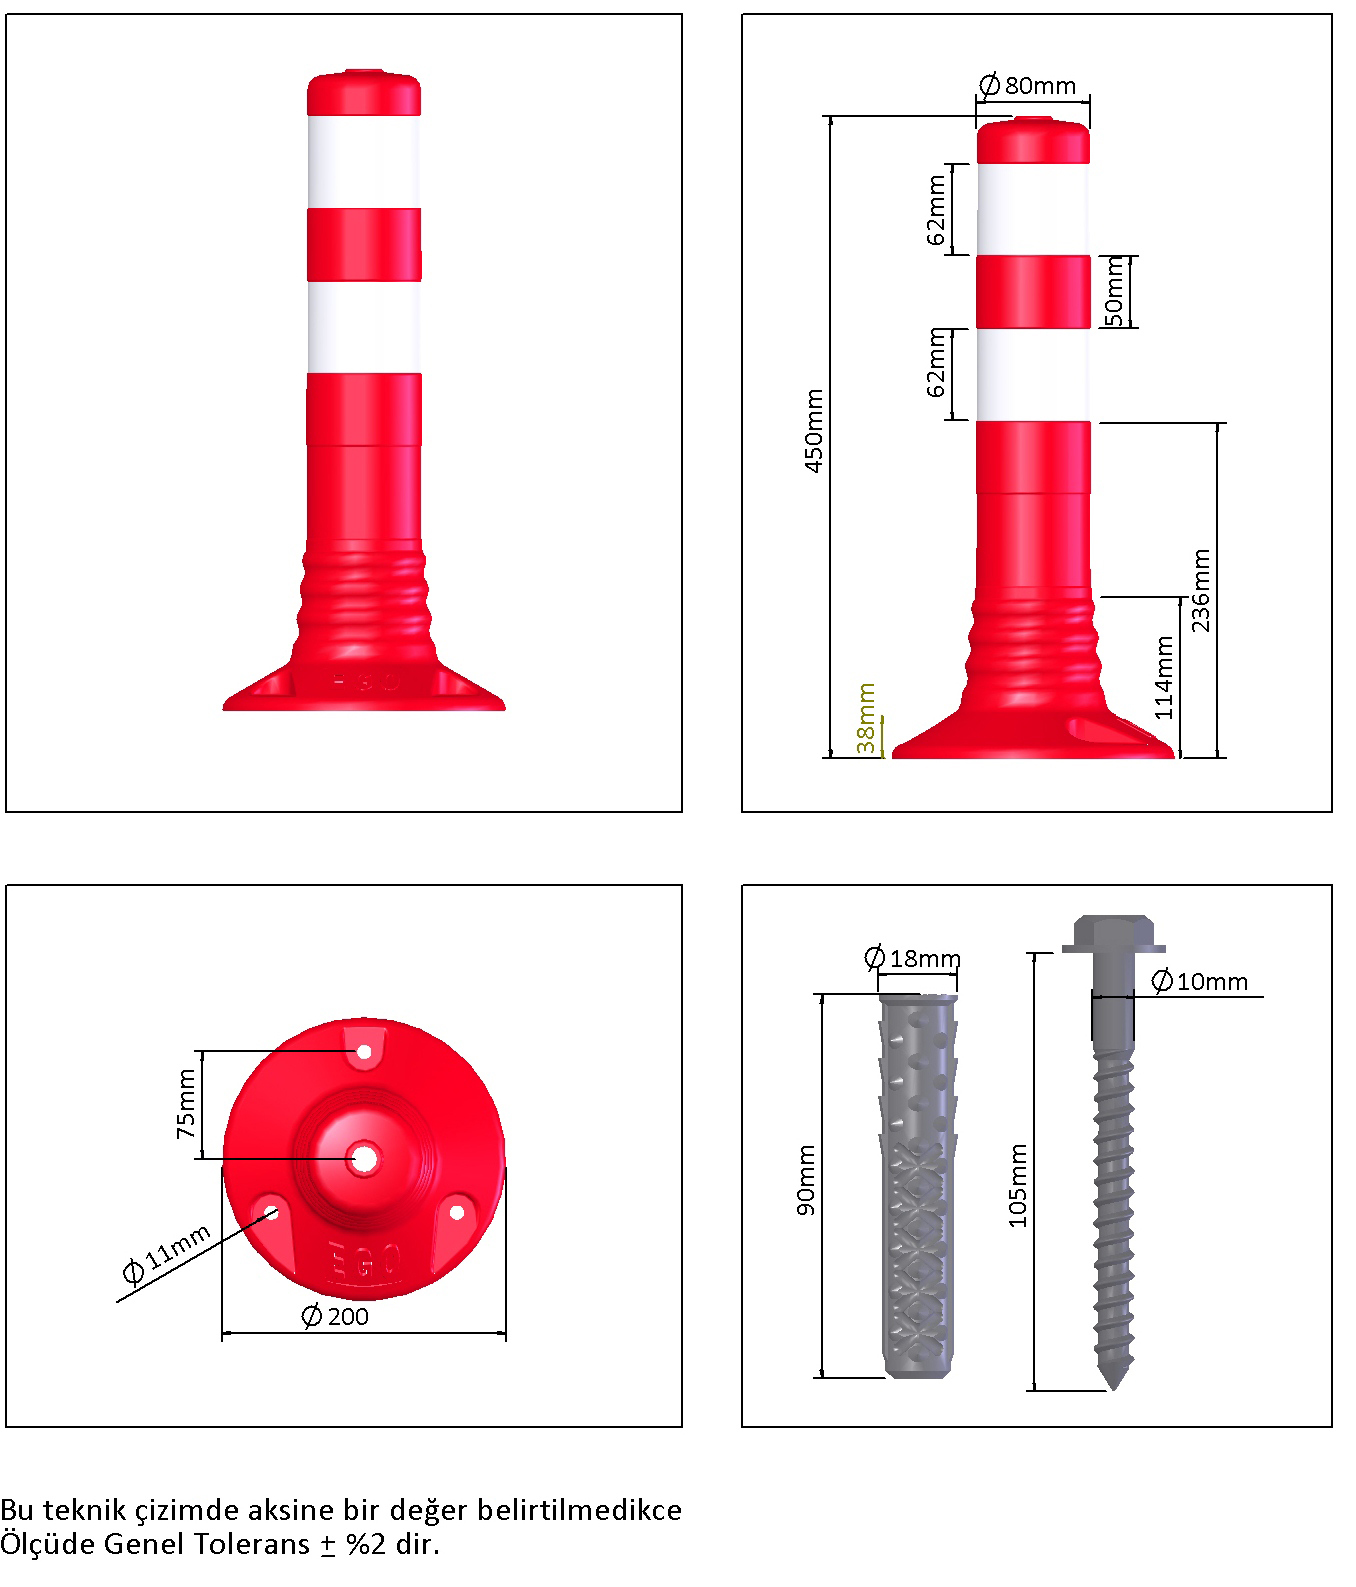 EGO
⌀80mm
62mm
50mm
62mm
450mm
236mm
114mm
38mm
75mm
⌀11mm
EGO
⌀200
⌀18mm
⌀10mm
90mm
105mm
Bu teknik çizimde aksine bir değer belirtilmedikce
Ölçüde Genel Tolerans ± %2 dir.